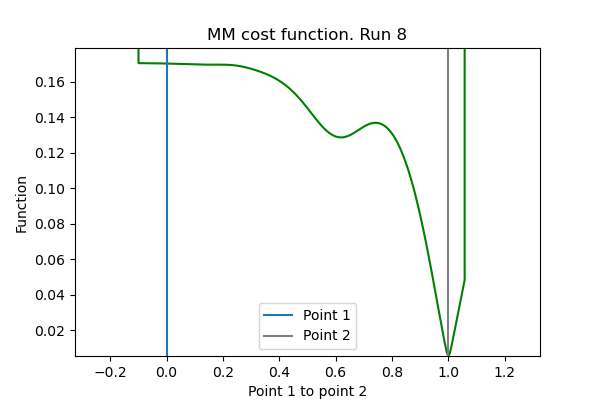 MM cost function. Run 8
Function
0.16
0.14
0.12
0.10
0.08
0.06
0.04
0.02
Point 1
Point 2
−0.2 0.0 0.2 0.4 0.6 0.8 1.0 1.2
Point 1 to point 2